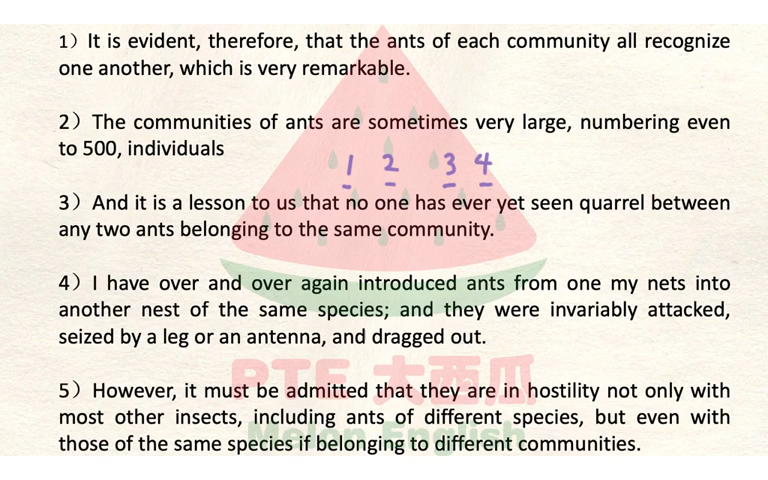 1）It is evident, therefore, that the ants of each community all recognize
one another, which is very remarkable.
2）The communities of ants are sometimes very large, numbering even
to 500, individuals
1 2 3 4
3）And it is a lesson to us that no one has ever yet seen quarrel between
any two ants belonging to the same community.
4）I have over and over again introduced ants from one my nets into
another nest of the same species; and they were invariably attacked,
seized by a leg or an antenna, and dragged out.
PTE 大西瓜
5）However, it must be admitted that they are in hostility not only with
most other insects, including ants of different species, but even with
Melon English
those of the same species if belonging to different communities.